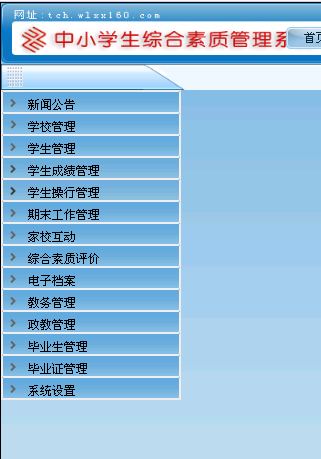 网址:tch.wlxx160.com
中小学生综合素质管理系
首页
新闻公告
学校管理
学生管理
学生成绩管理
学生操行管理
期末工作管理
家校互动
综合素质评价
电子档案
教务管理
政教管理
毕业生管理
毕业证管理
系统设置